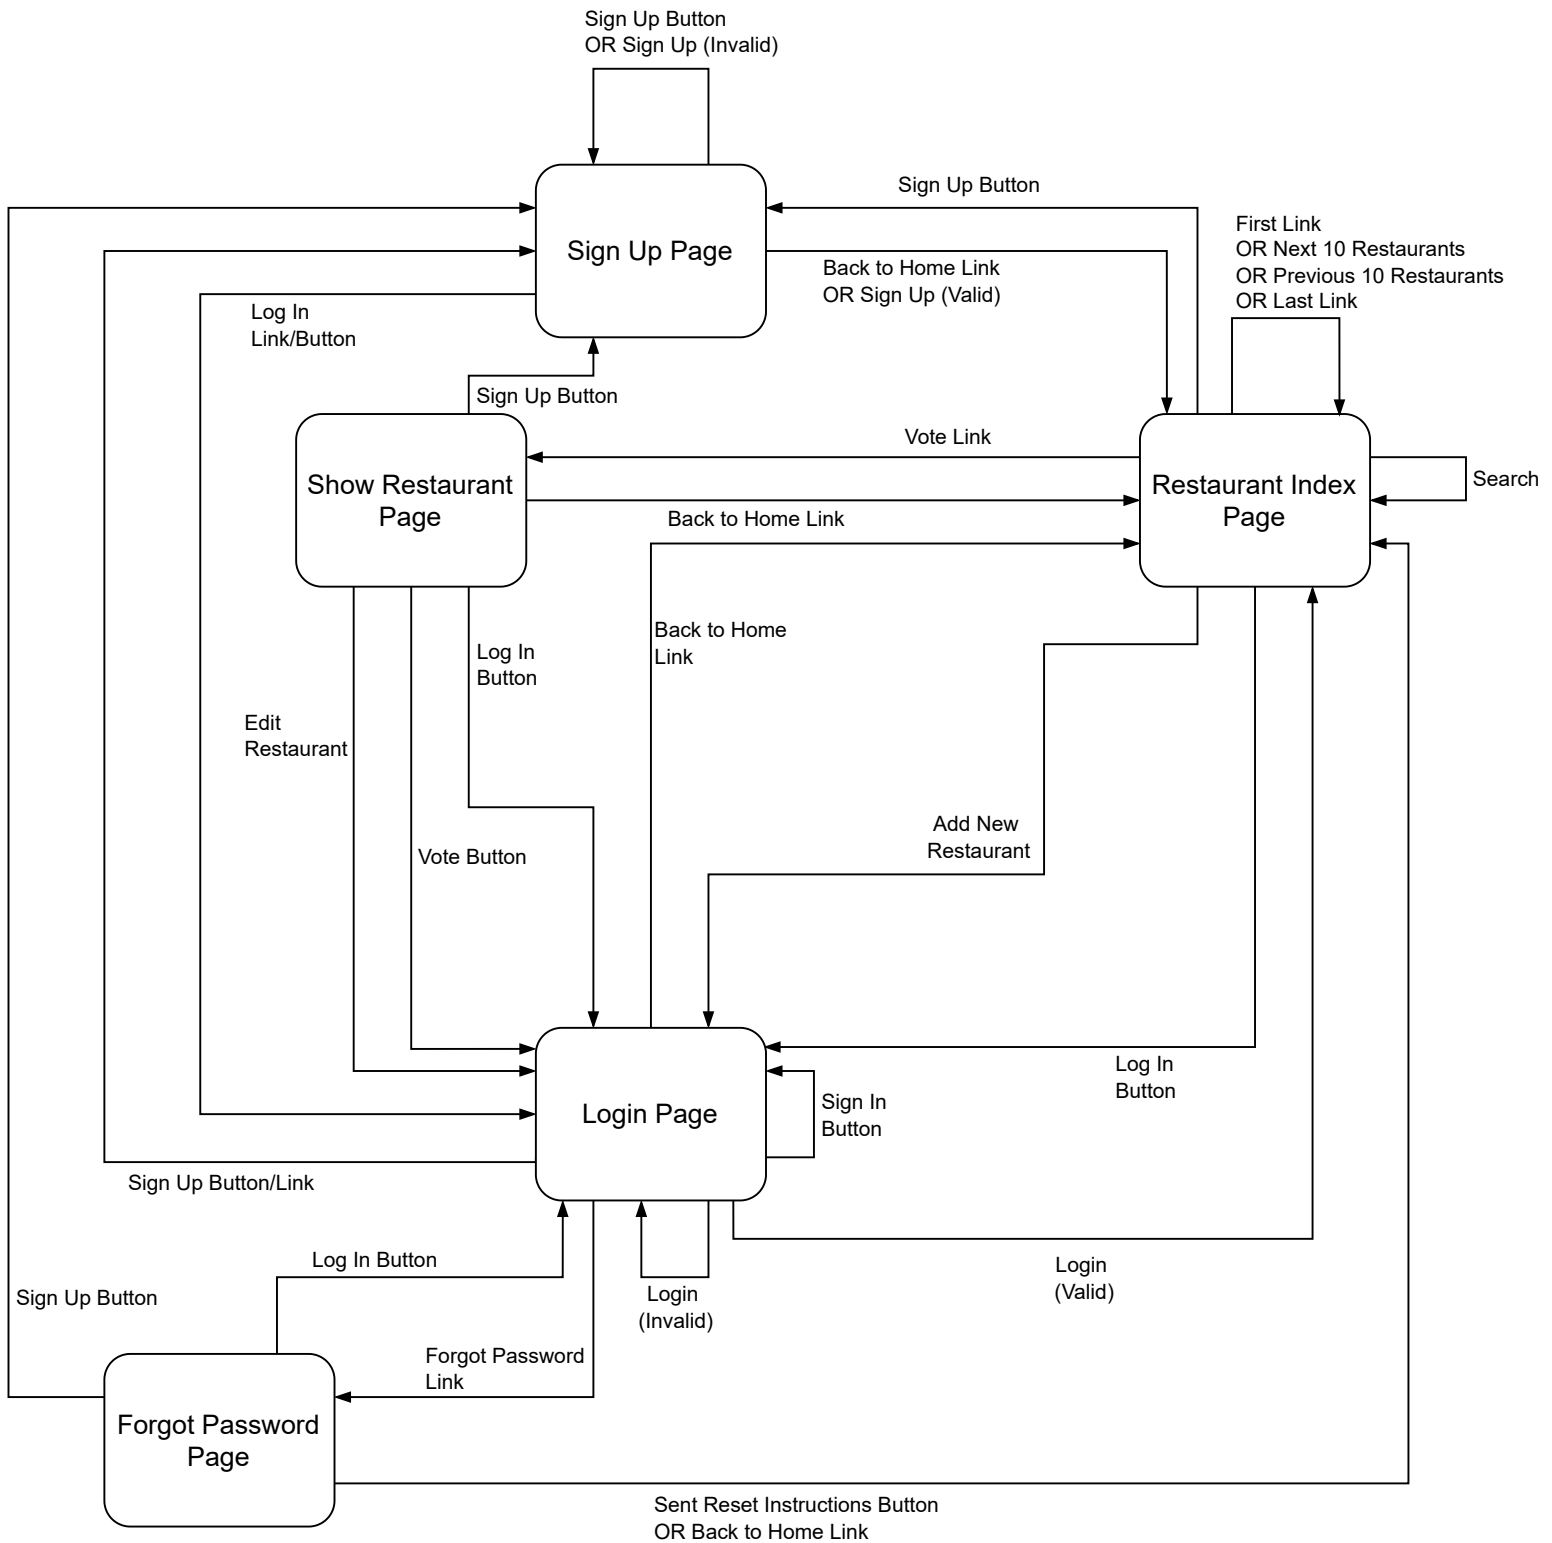 Sign Up Button
OR Sign Up (Invalid)
Sign Up Button
Sign Up Page
First Link
OR Next 10 Restaurants
OR Previous 10 Restaurants
OR Last Link
Back to Home Link
OR Sign Up (Valid)
Log In
Link/Button
Sign Up Button
Vote Link
Show Restaurant
Page
Restaurant Index
Page
Search
Back to Home Link
Back to Home
Link
Log In
Button
Edit
Restaurant
Add New
Restaurant
Vote Button
Log In
Button
Login Page
Sign In
Button
Sign Up Button/Link
Log In Button
Login
(Valid)
Login
(Invalid)
Sign Up Button
Forgot Password
Link
Forgot Password
Page
Sent Reset Instructions Button
OR Back to Home Link